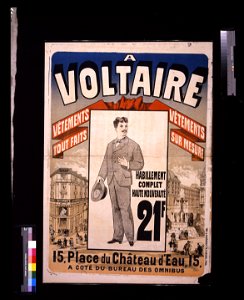 A
VOLTAIRE
VÊTEMENTS
TOUT FAITS
VÊTEMENTS
SUR MESURE
HABILLEMENT
COMPLET
HAUTE NOUVEAUTÉ
21F
15, Place du Château d'Eau, 15
A COTÉ DU BUREAU DES OMNIBUS